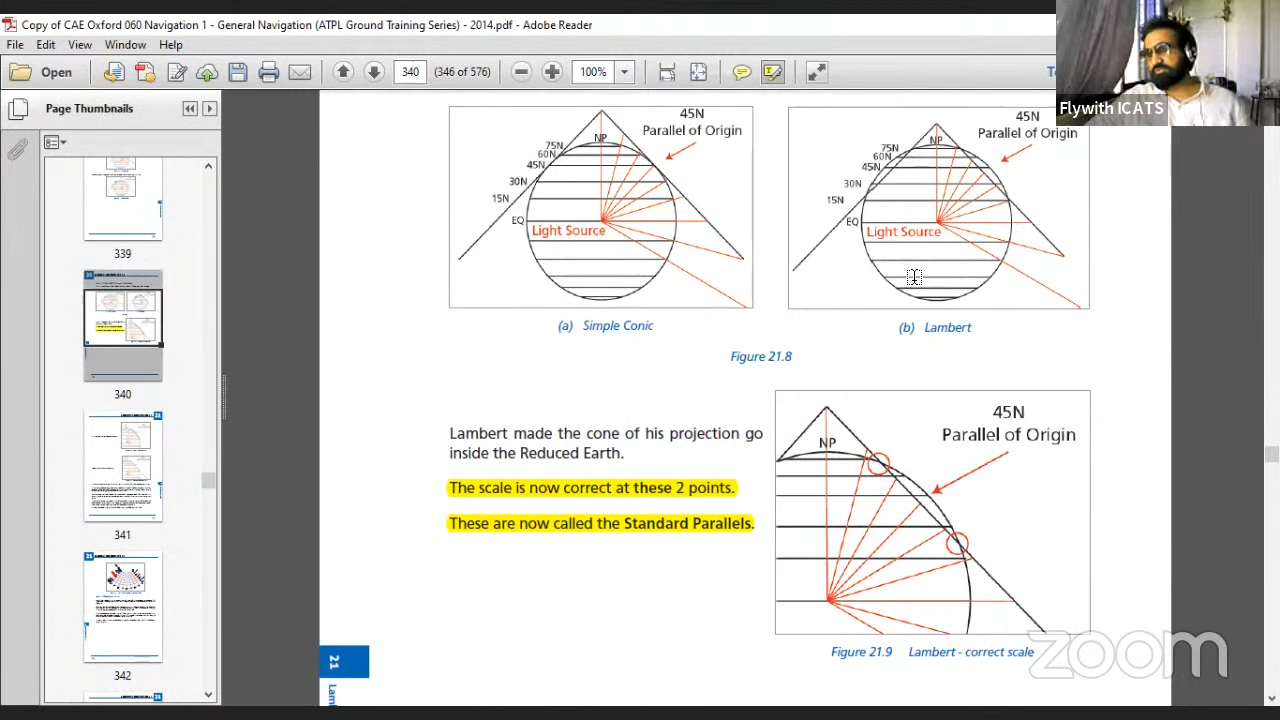 Copy of CAE Oxford 060 Navigation 1 - General Navigation (ATPL Ground Training Series) - 2014.pdf - Adobe Reader
File Edit View Window Help
Open
340
(346 of 576)
100%
Page Thumbnails
339
340
341
342
45N
Parallel of Origin
NP
75N
60N
45N
30N
15N
EQ
Light Source
(a) Simple Conic
45N
Parallel of Origin
NP
75N
60N
45N
30N
15N
EQ
Light Source
(b) Lambert
Figure 21.8
Lambert made the cone of his projection go
inside the Reduced Earth.
The scale is now correct at these 2 points.
These are now called the Standard Parallels.
45N
Parallel of Origin
NP
Figure 21.9 Lambert - correct scale
21
Flywith ICATS
zoom